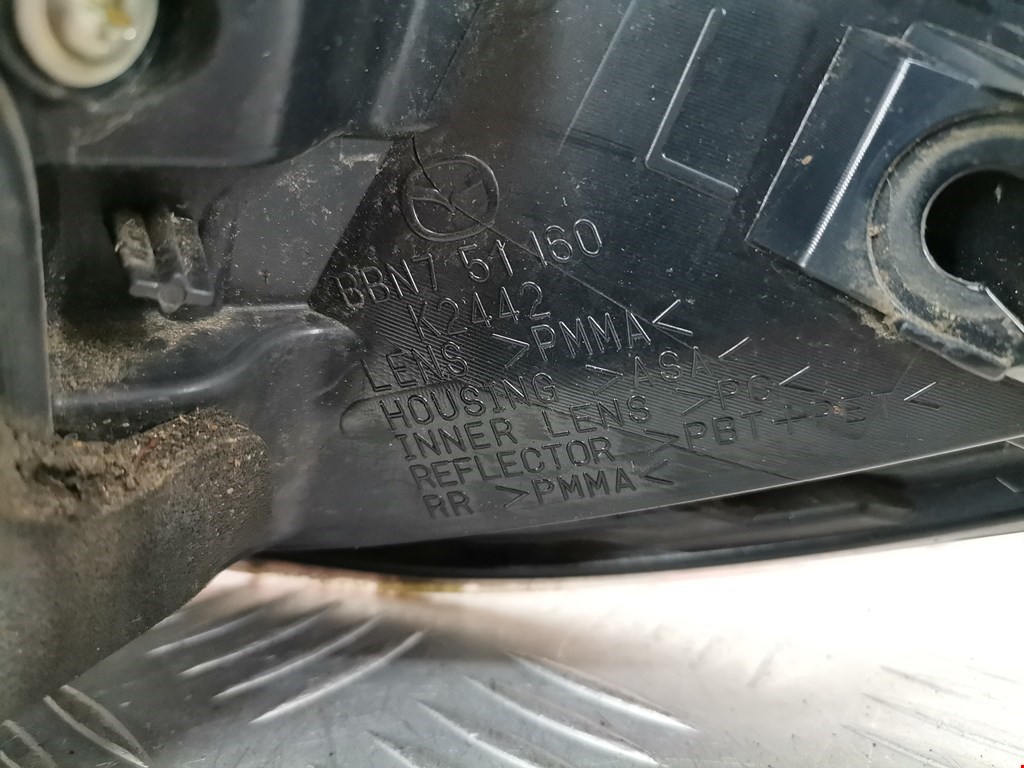 BBN7 51 160
K2442
LENS >PMMA<
HOUSING >ASA<
INNER LENS >PC<
REFLECTOR >PBT+PET<
RR >PMMA<